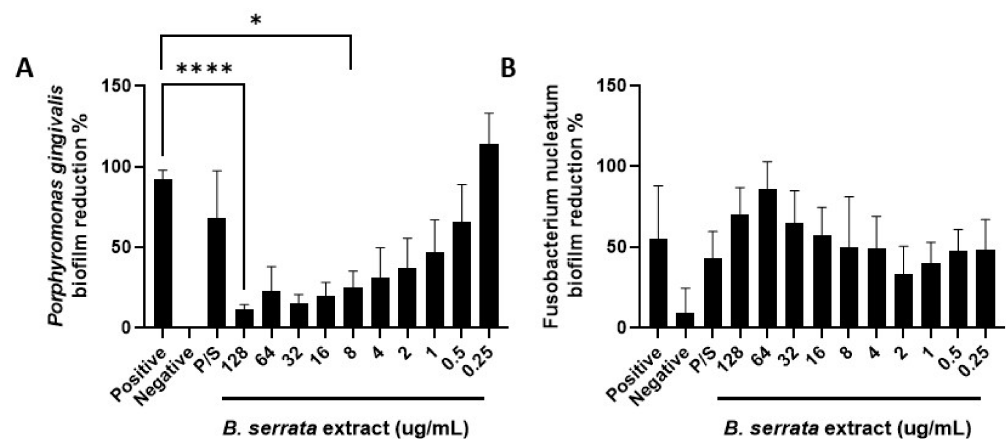 *
A
****
Porphyromonas gingivalis
biofilm reduction %
150
100
50
0
Positive
Negative
P/S
128
64
32
16
8
4
2
1
0.5
0.25
B. serrata extract (ug/mL)
B
Fusobacterium nucleatum
biofilm reduction %
150
100
50
0
Positive
Negative
P/S
128
64
32
16
8
4
2
1
0.5
0.25
B. serrata extract (ug/mL)